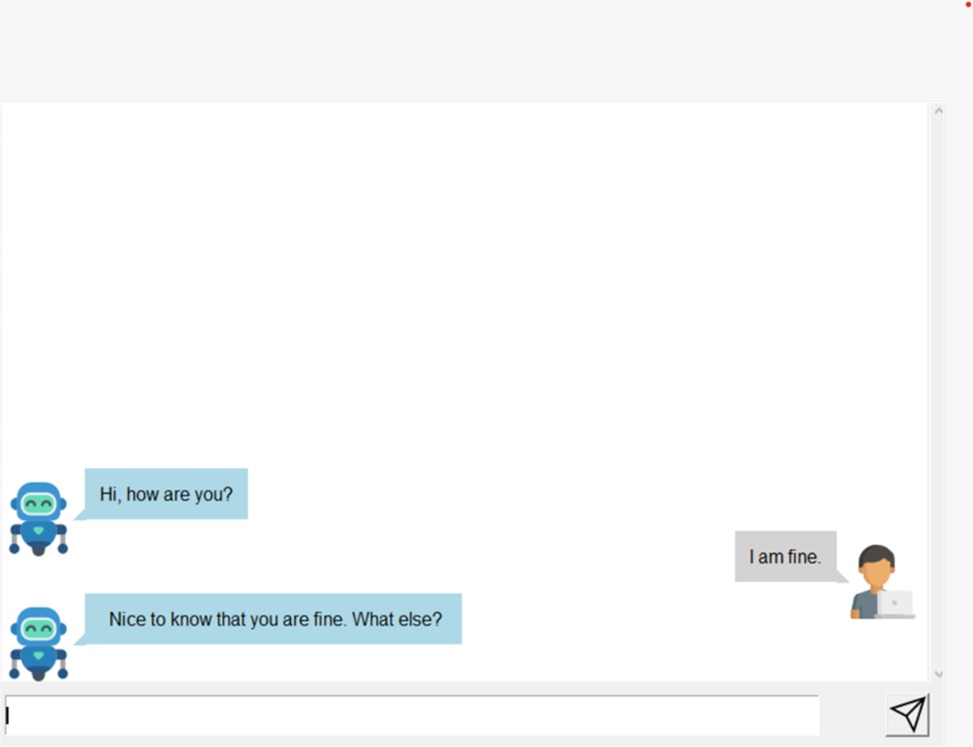 Hi, how are you?
I am fine.
Nice to know that you are fine. What else?